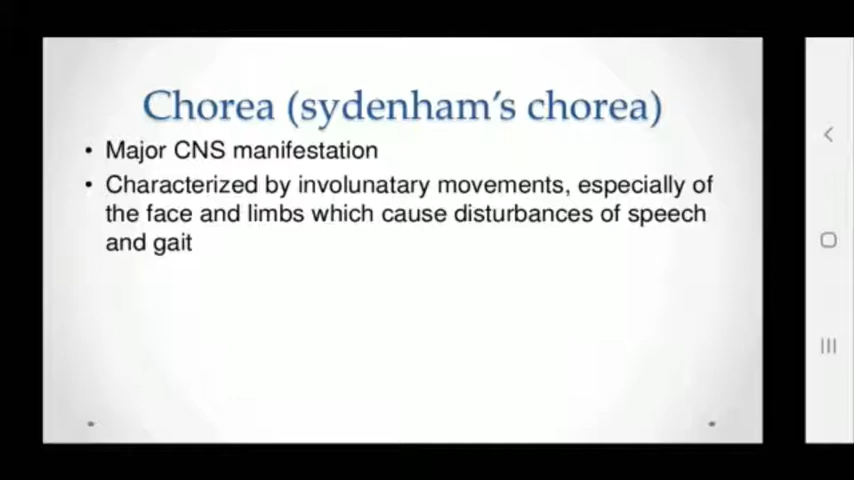 Chorea (sydenham's chorea)
• Major CNS manifestation
• Characterized by involunatary movements, especially of
the face and limbs which cause disturbances of speech
and gait